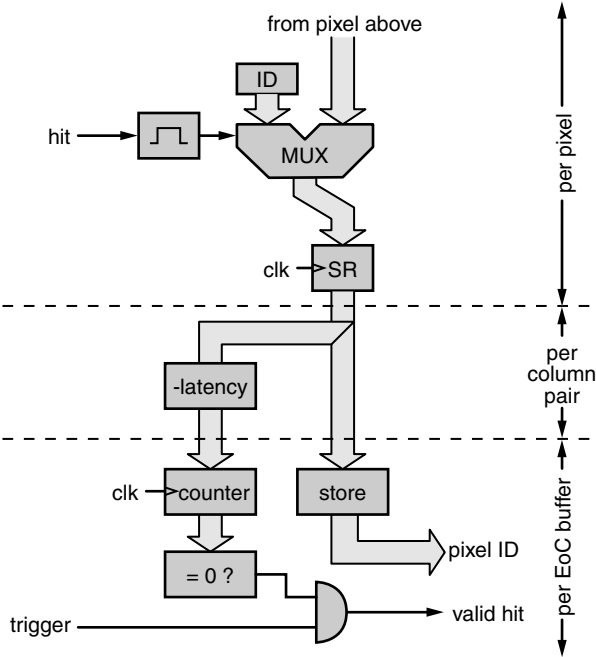 from pixel above
ID
hit
MUX
per pixel
clk
SR
per
column
pair
-latency
clk
counter
store
pixel ID
= 0 ?
per EoC buffer
trigger
valid hit